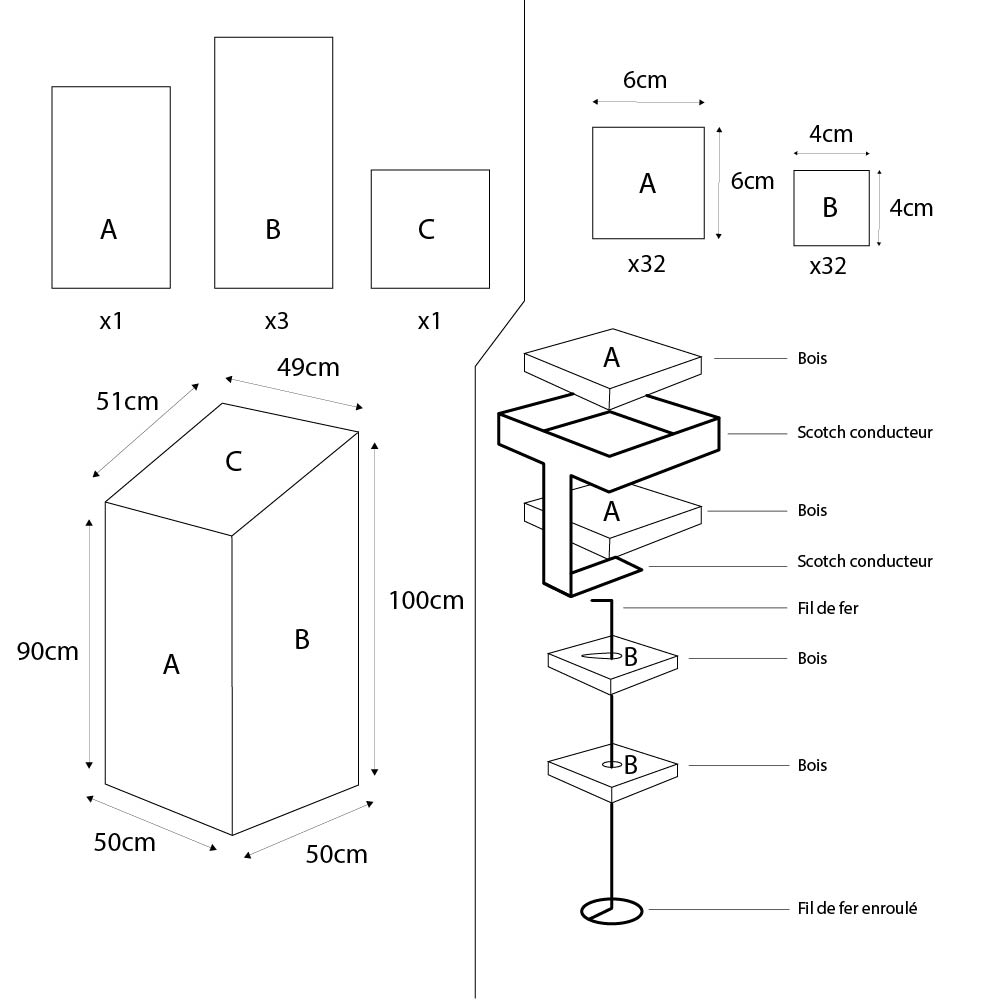 A
B
C
x1
x3
x1
51cm
49cm
C
90cm
A
B
100cm
50cm
50cm
6cm
A
6cm
x32
4cm
B
4cm
x32
A
Bois
Scotch conducteur
A
Bois
Scotch conducteur
Fil de fer
B
Bois
B
Bois
Fil de fer enroulé